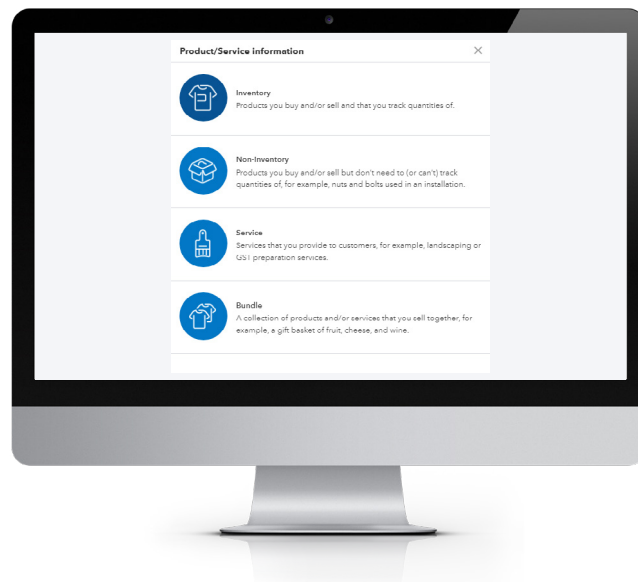 Product/Service information
Inventory
Products you buy and/or sell and that you track quantities of.
Non-Inventory
Products you buy and/or sell but don't need to (or can't) track
quantities of, for example, nuts and bolts used in an installation.
Service
Services that you provide to customers, for example, landscaping or
GST preparation services.
Bundle
A collection of products and/or services that you sell together, for
example, a gift basket of fruit, cheese, and wine.